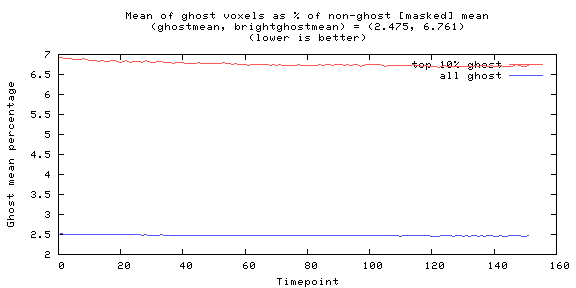 Mean of ghost voxels as % of non-ghost [masked] mean
(ghostmean, brightghostmean) = (2.475, 6.761)
(lower is better)
top 10% ghost
all ghost
Ghost mean percentage
7
6.5
6
5.5
5
4.5
4
3.5
3
2.5
2
0 20 40 60 80 100 120 140 160
Timepoint